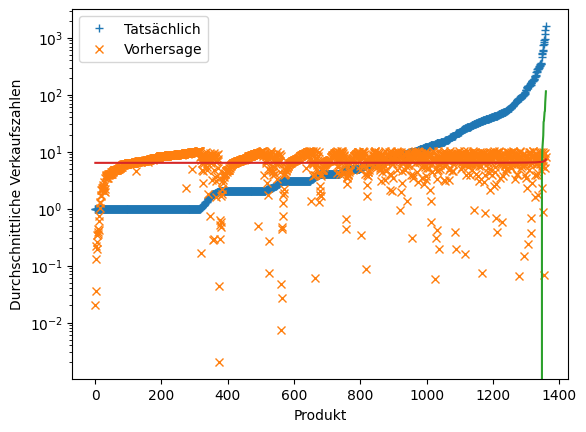 Tatsächlich
Vorhersage
Durchschnittliche Verkaufszahlen
10³
10²
10¹
10⁰
10⁻¹
10⁻²
0 200 400 600 800 1000 1200 1400
Produkt